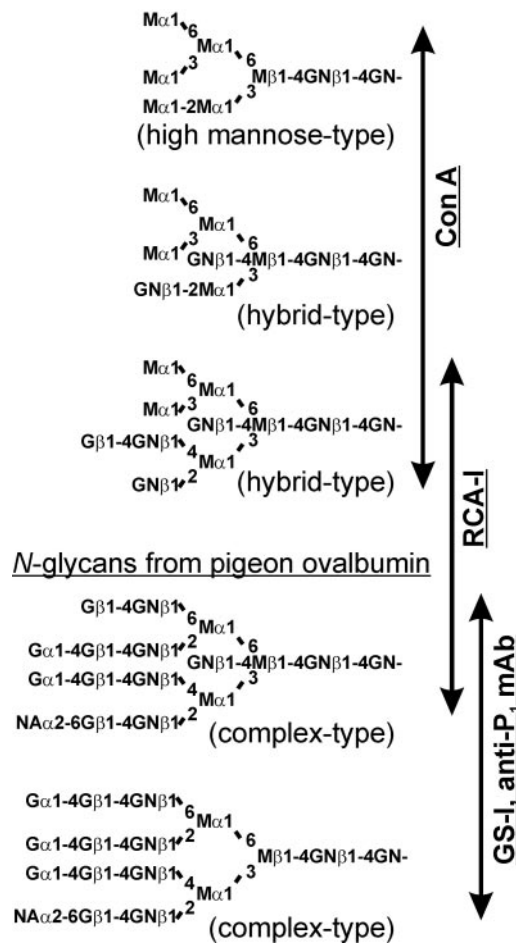 Mα1
6
Mα1
3
6
Mα1
Mβ1-4GNβ1-4GN-
3
Mα1-2Mα1
(high mannose-type)
Mα1
6
Mα1
3
6
Mα1
GNβ1-4Mβ1-4GNβ1-4GN-
3
GNβ1-2Mα1
(hybrid-type)
Con A
Mα1
6
Mα1
Mα1
3
6
GNβ1-4Mβ1-4GNβ1-4GN-
Gβ1-4GNβ1
4
3
Mα1
GNβ1
2
(hybrid-type)
RCA-I
N-glycans from pigeon ovalbumin
Gβ1-4GNβ1
6
Mα1
Gα1-4Gβ1-4GNβ1
2
6
GNβ1-4Mβ1-4GNβ1-4GN-
Gα1-4Gβ1-4GNβ1
4
3
Mα1
NAα2-6Gβ1-4GNβ1
2
(complex-type)
GS-I, anti-P1 mAb
Gα1-4Gβ1-4GNβ1
6
Mα1
Gα1-4Gβ1-4GNβ1
2
6
Mβ1-4GNβ1-4GN-
Gα1-4Gβ1-4GNβ1
4
3
Mα1
NAα2-6Gβ1-4GNβ1
2
(complex-type)